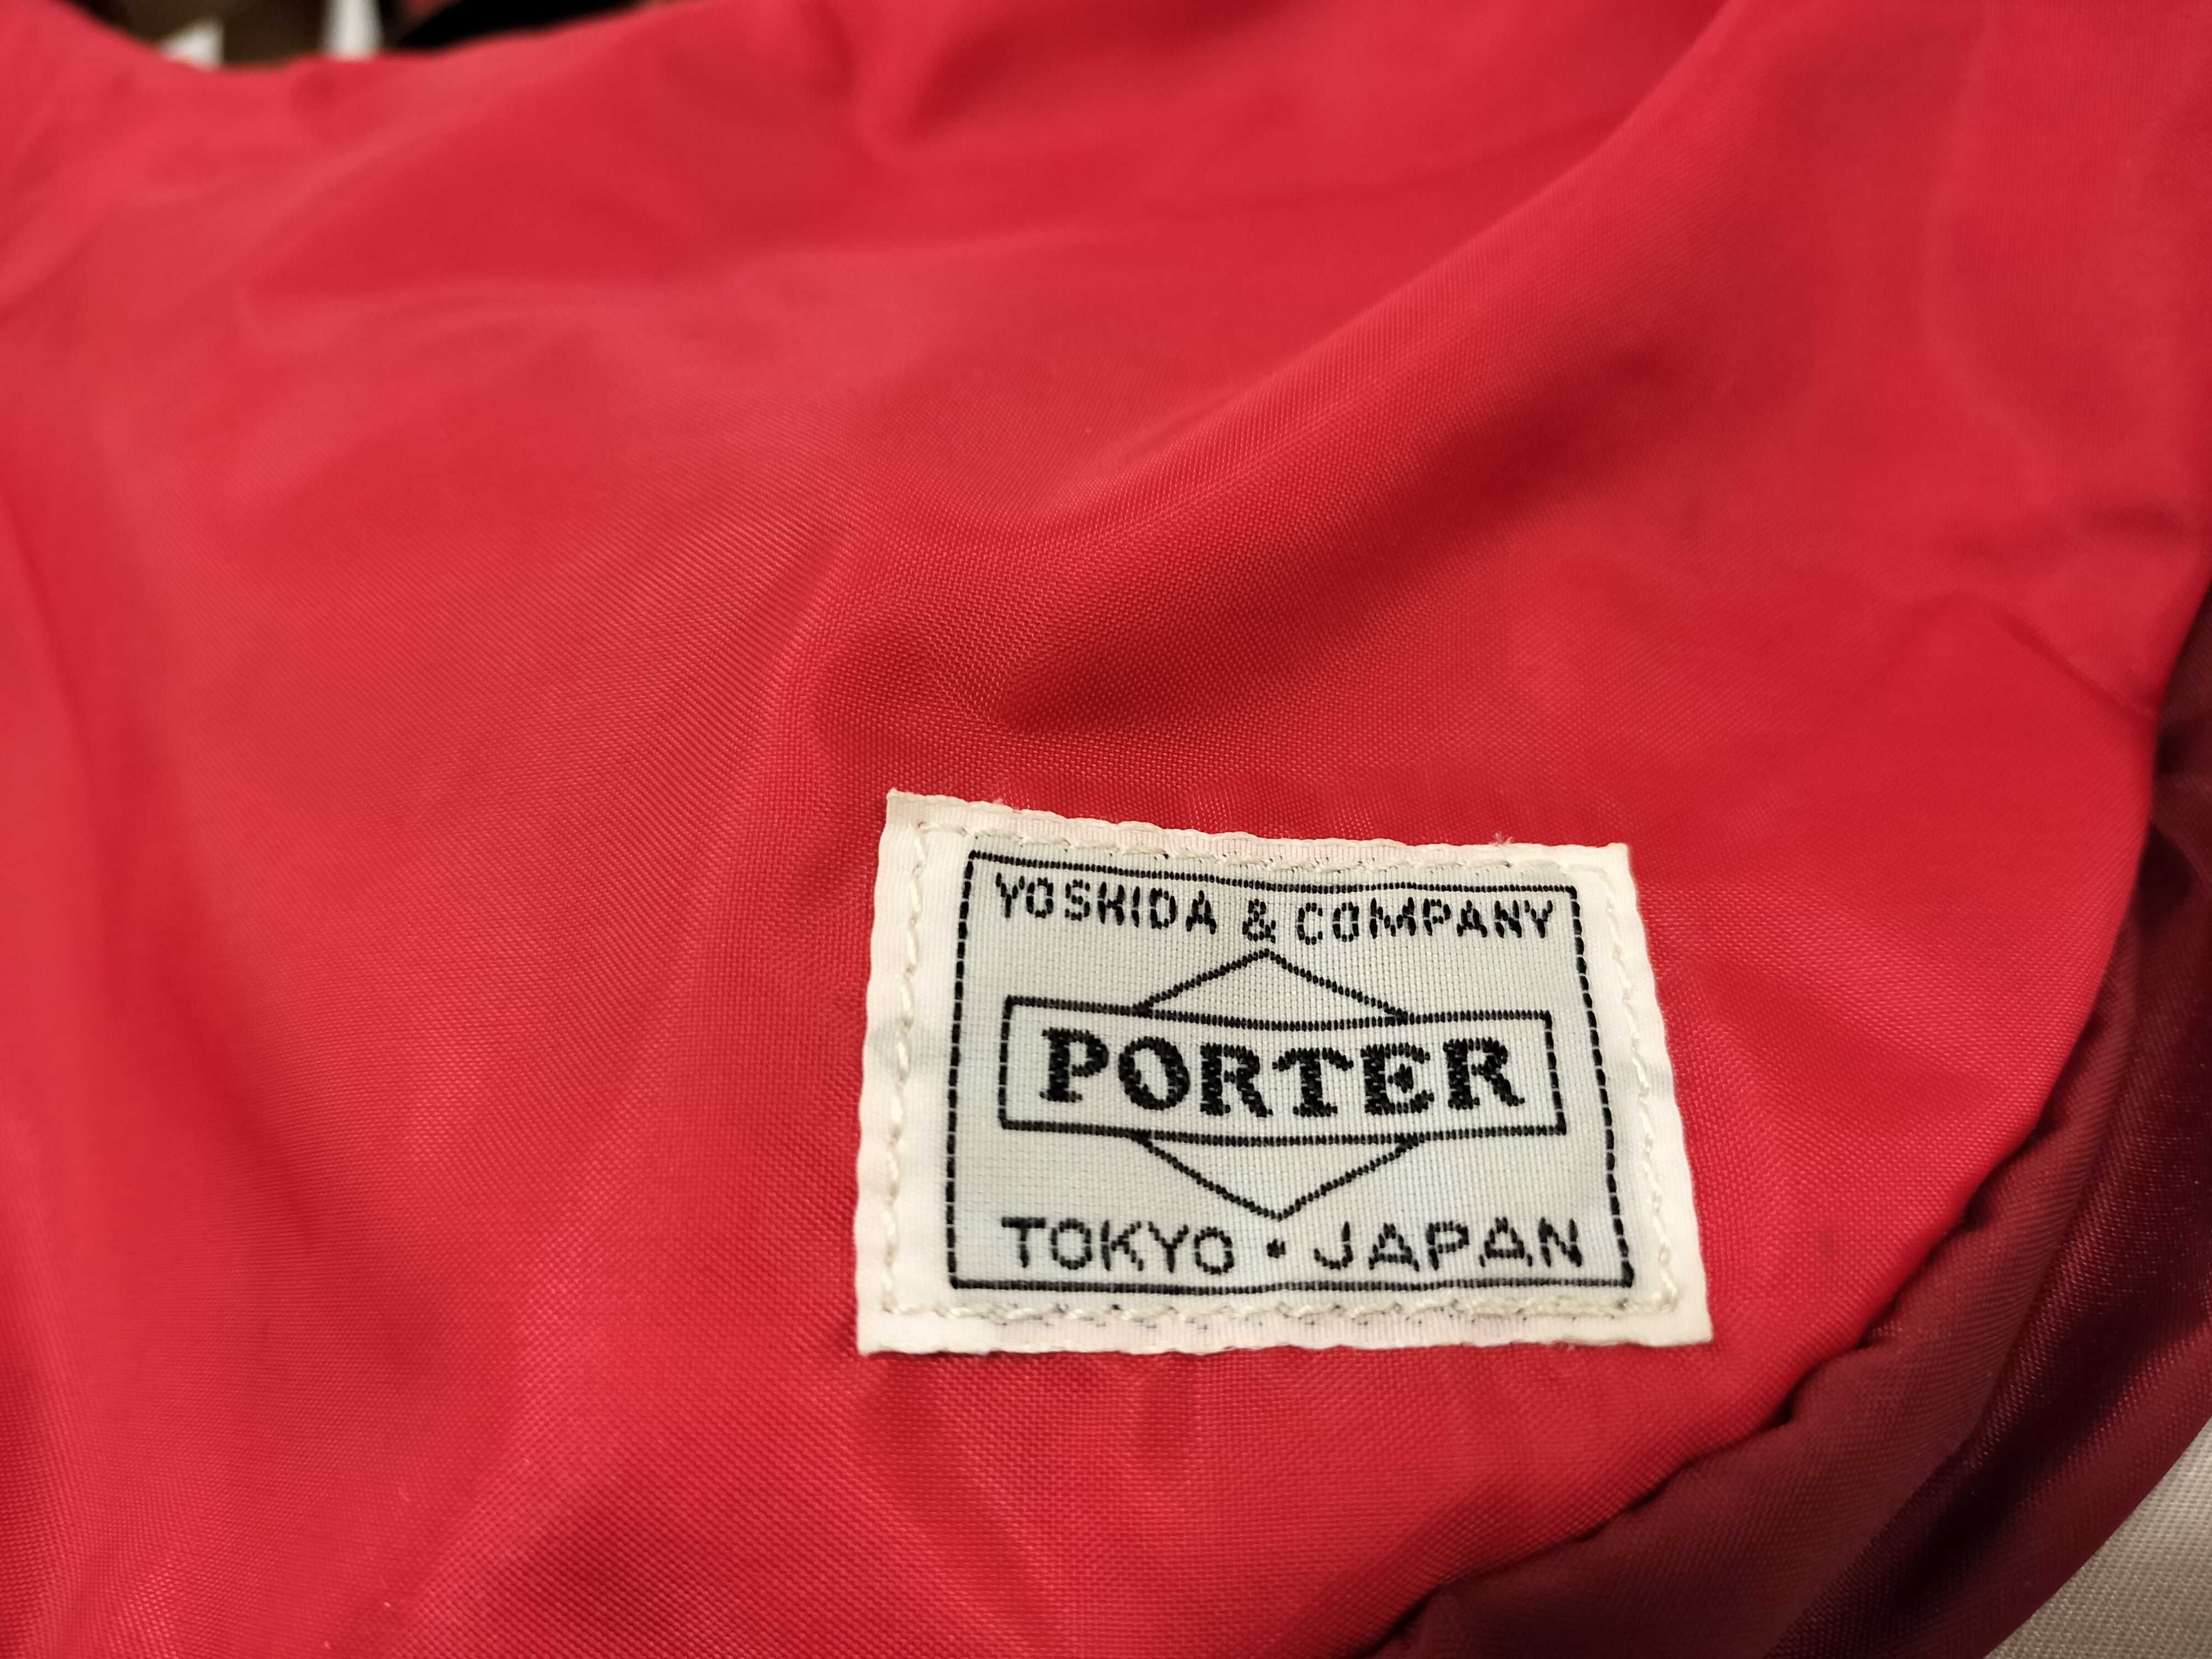 YOSHIDA & COMPANY
PORTER
TOKYO · JAPAN